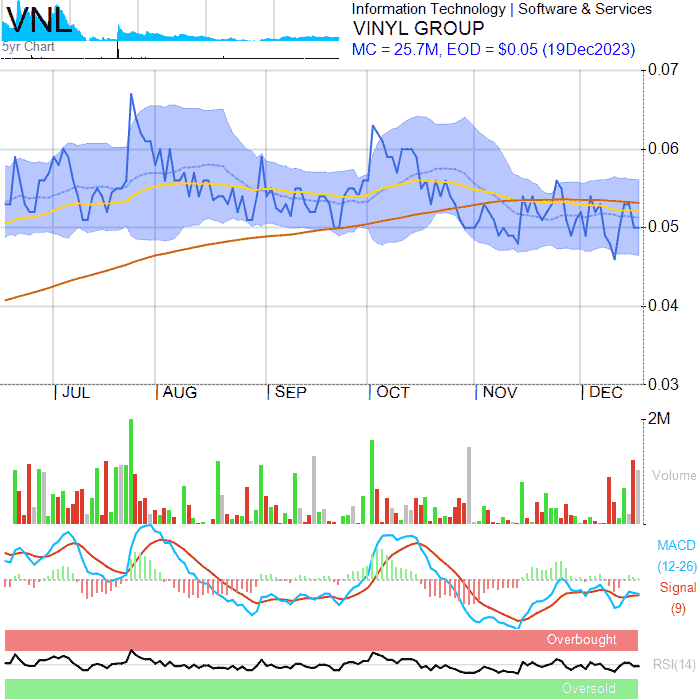 VNL
5yr Chart
Information Technology | Software & Services
VINYL GROUP
MC = 25.7M, EOD = $0.05 (19Dec2023)
0.07
0.06
0.05
0.04
0.03
JUL AUG SEP OCT NOV DEC
2M
Volume
MACD
(12-26)
Signal
(9)
Overbought
RSI(14)
Oversold